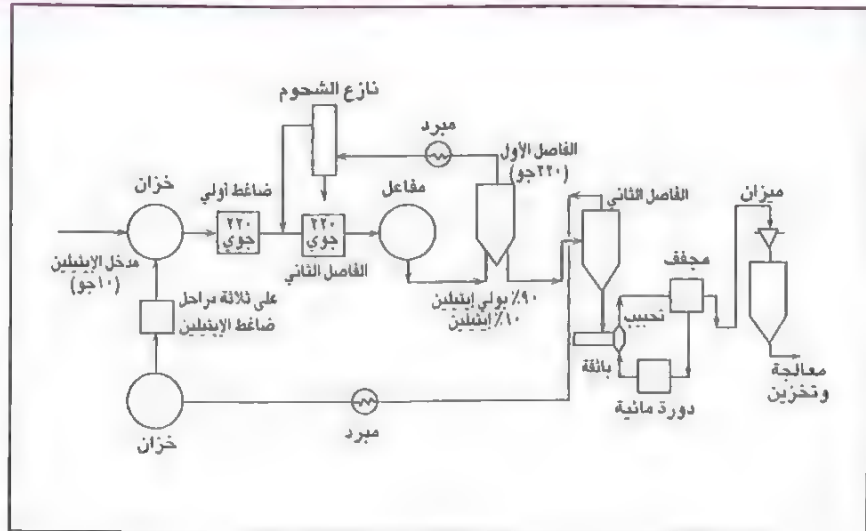 نازع الشحوم
مبرد
الفاصل الأول
(٢٢٠جو)
خزان
ضاغط أولي
٢٢٠
جوي
٢٢٠
جوي
الفاصل الثاني
مفاعل
الفاصل الثاني
ميزان
مدخل الإيثيلين
(١٠جو)
على ثلاثة مراحل
ضاغط الإيثيلين
٩٠٪ بولي إيثيلين
١٠٪ إيثيلين
مجفف
تحبيب
باثقة
دورة مائية
معالجة
وتخزين
خزان
مبرد